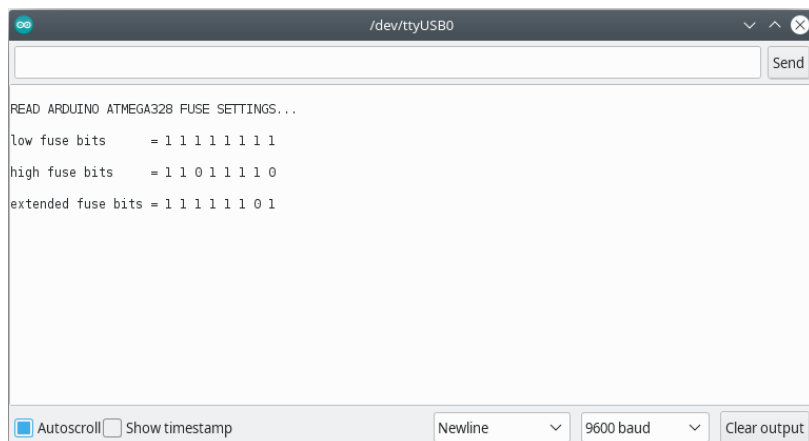 /dev/ttyUSB0
Send
READ ARDUINO ATMEGA328 FUSE SETTINGS...
low fuse bits      = 1 1 1 1 1 1 1 1
high fuse bits     = 1 1 0 1 1 1 1 0
extended fuse bits = 1 1 1 1 1 1 0 1
Autoscroll Show timestamp Newline 9600 baud Clear output